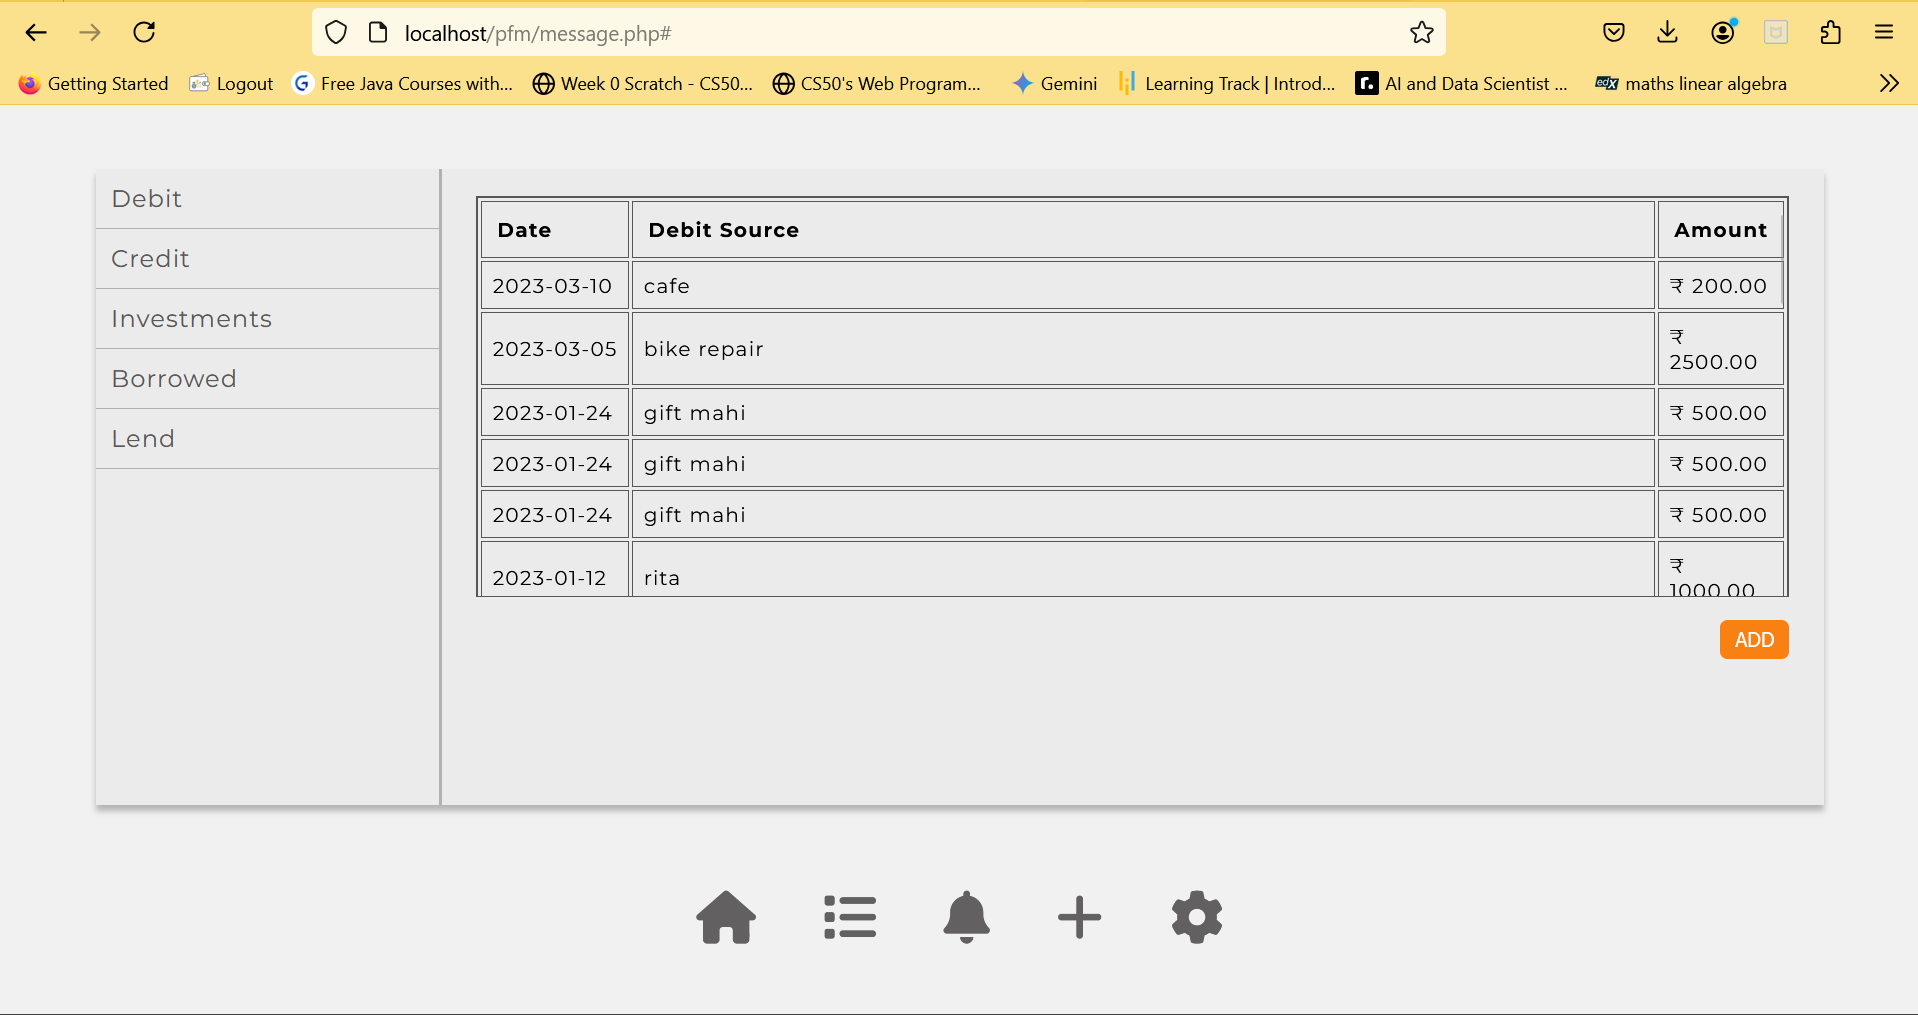 localhost/pfm/message.php#
Getting Started Logout Free Java Courses with... Week 0 Scratch - CS50... CS50's Web Program... Gemini Learning Track | Introd... AI and Data Scientist ... edX maths linear algebra
Debit
Credit
Investments
Borrowed
Lend
Date Debit Source Amount
2023-03-10 cafe ₹ 200.00
2023-03-05 bike repair ₹ 2500.00
2023-01-24 gift mahi ₹ 500.00
2023-01-24 gift mahi ₹ 500.00
2023-01-24 gift mahi ₹ 500.00
2023-01-12 rita ₹ 1000.00
ADD